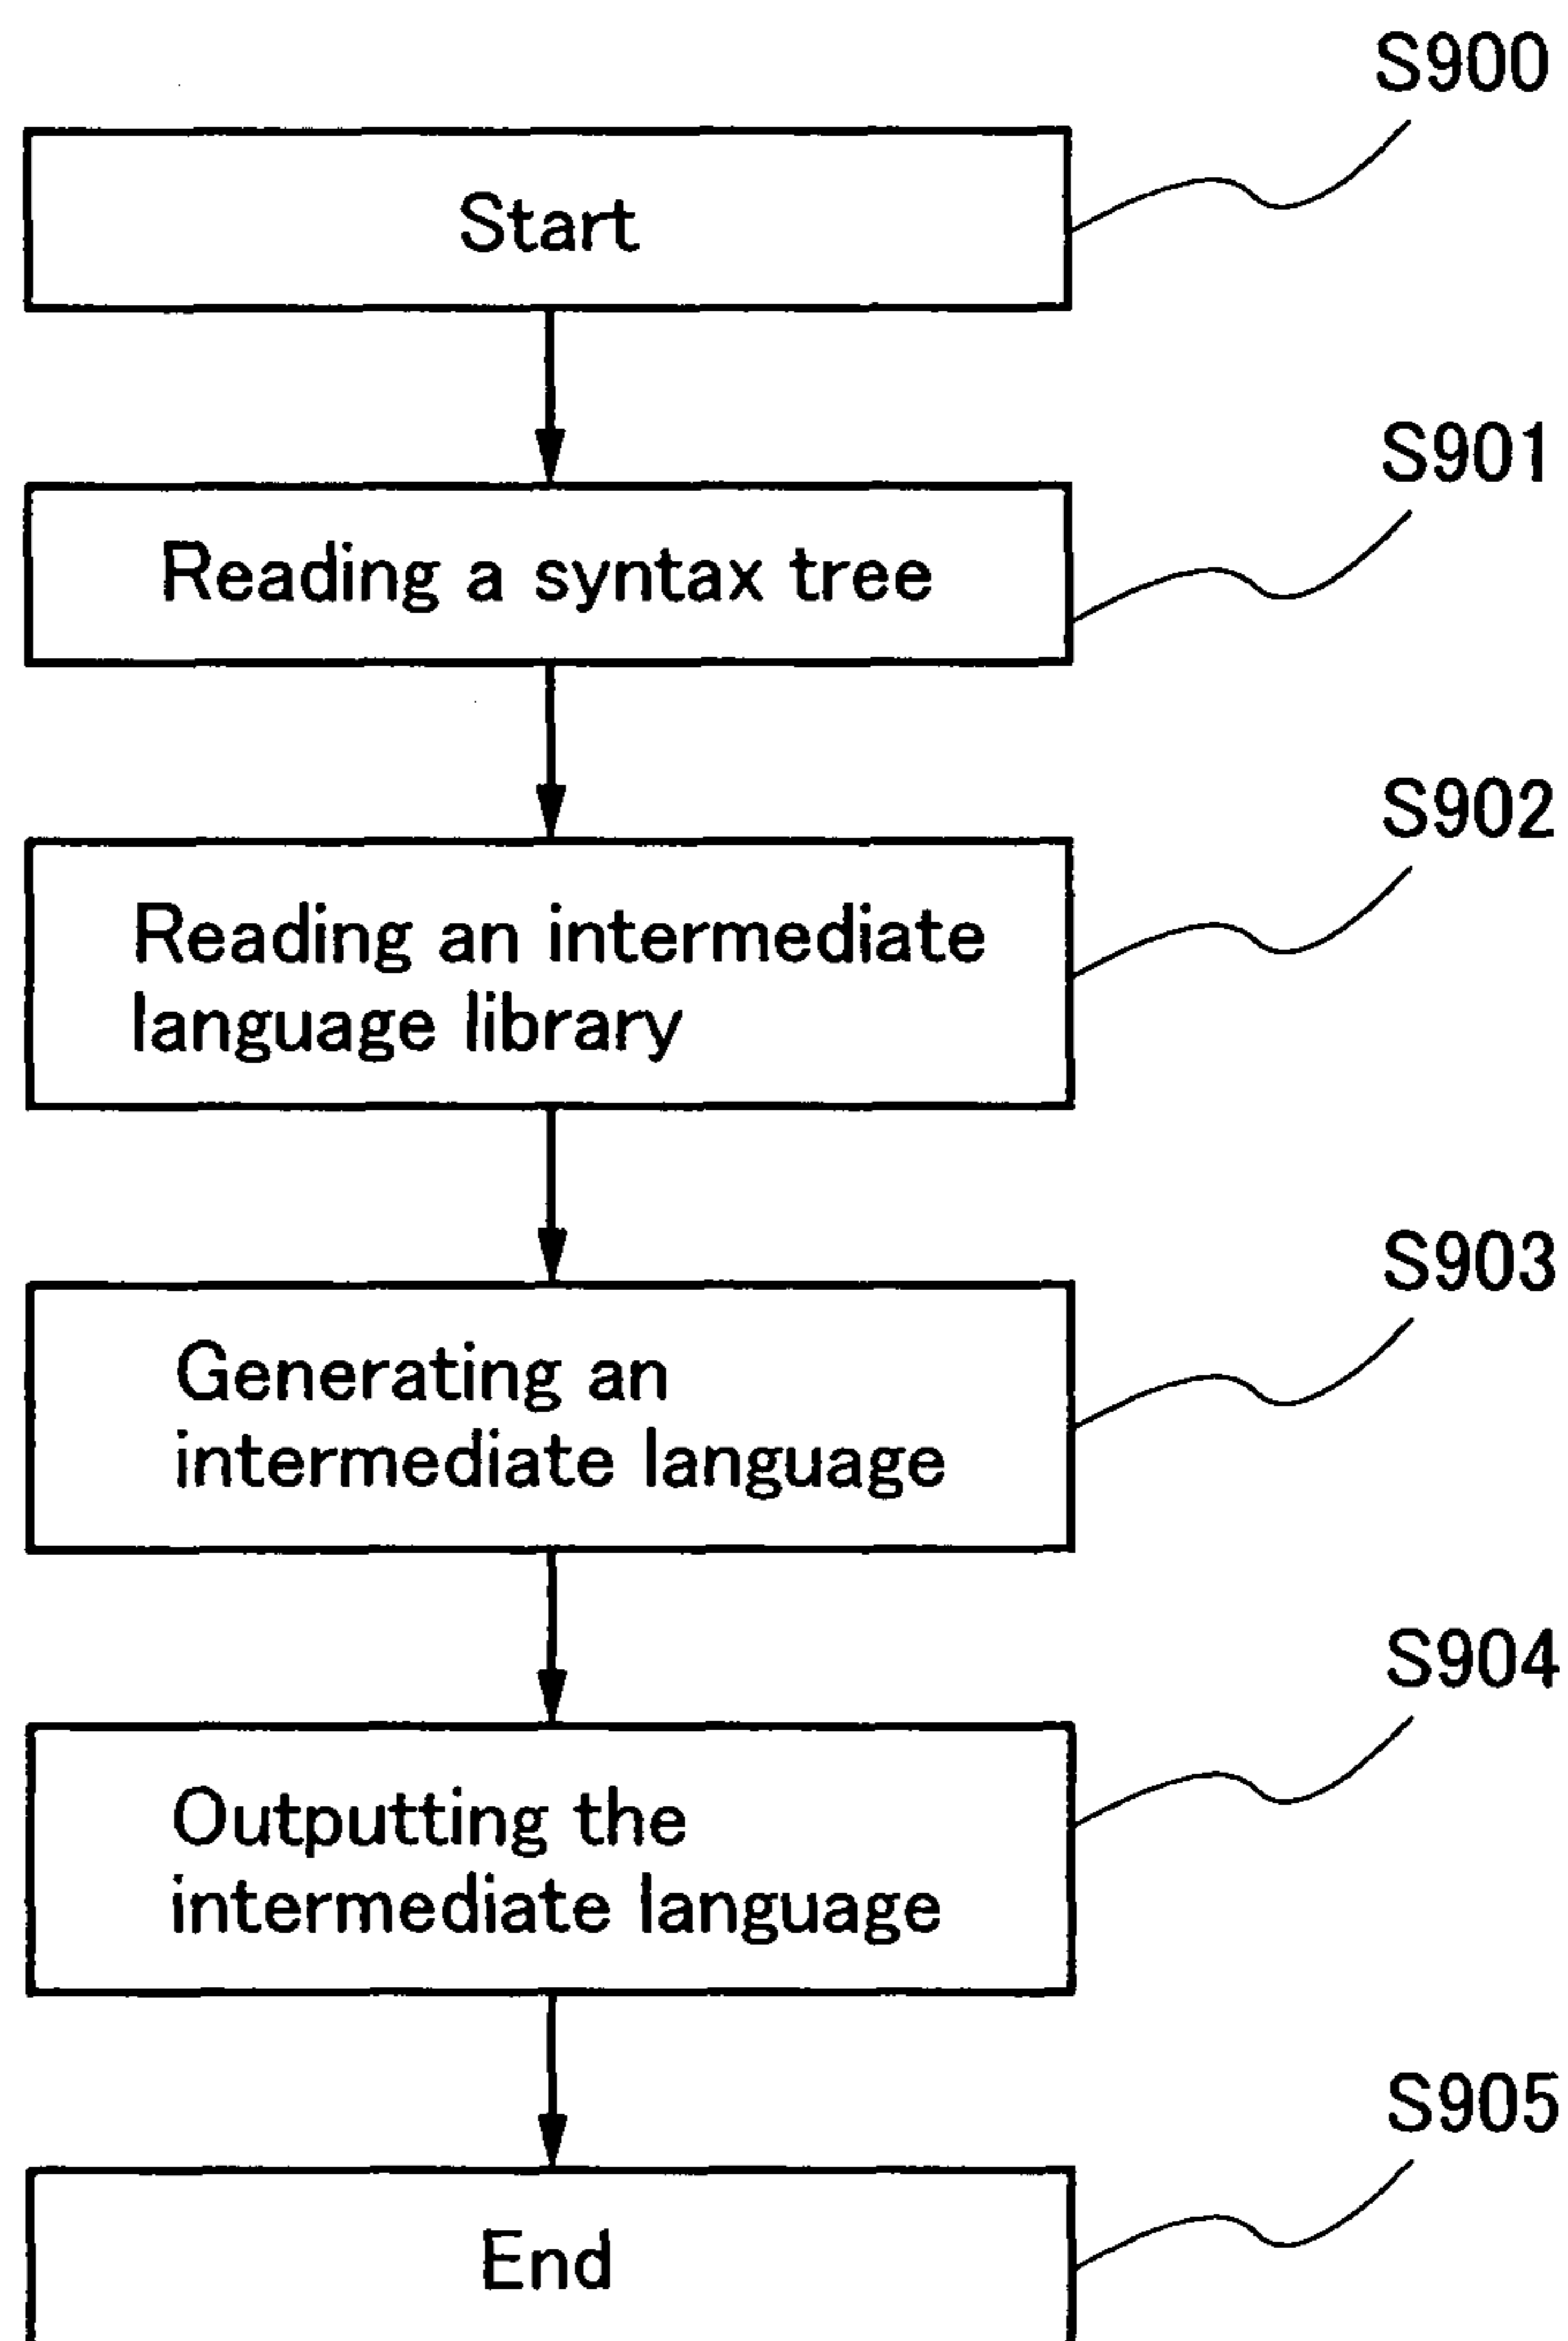 S900
Start
S901
Reading a syntax tree
S902
Reading an intermediate
language library
S903
Generating an
intermediate language
S904
Outputting the
intermediate language
S905
End